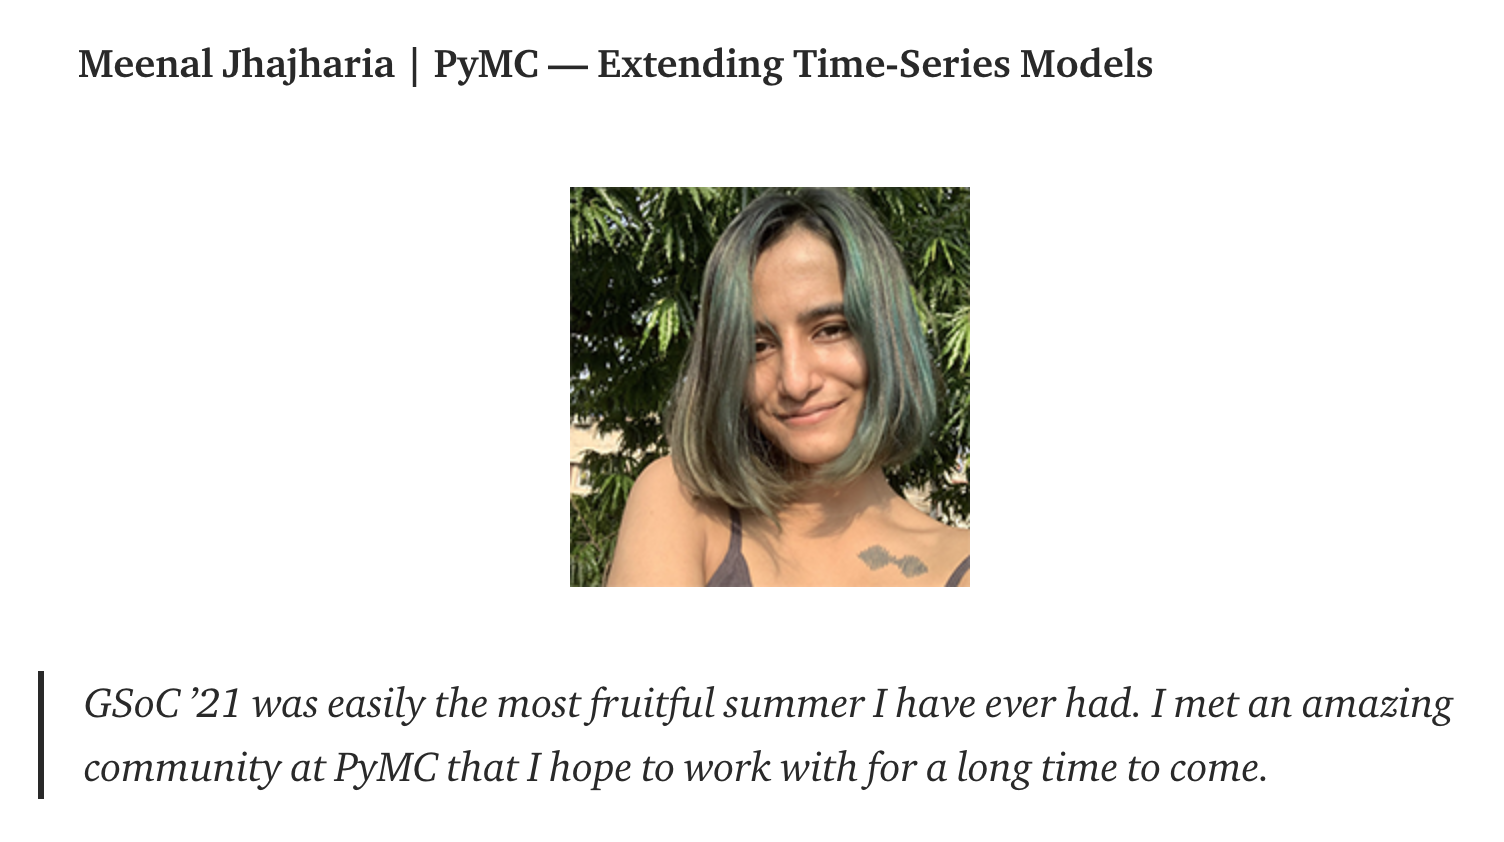 Meenal Jhajharia | PyMC — Extending Time-Series Models
GSoC ’21 was easily the most fruitful summer I have ever had. I met an amazing
community at PyMC that I hope to work with for a long time to come.